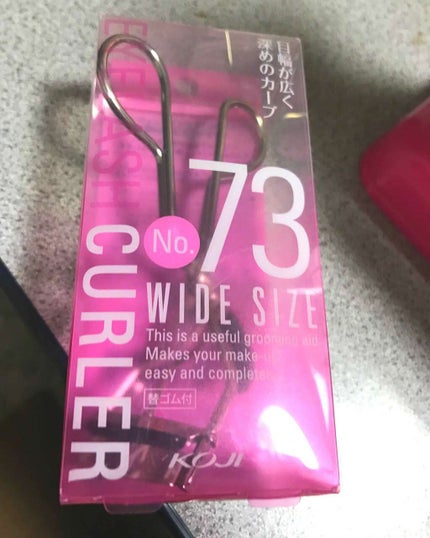 目幅が広く
深めのカーブ
EYELASH CURLER
No. 73
WIDE SIZE
This is a useful grooming aid.
Makes your make-up
easy and complete
替ゴム付
KOJI